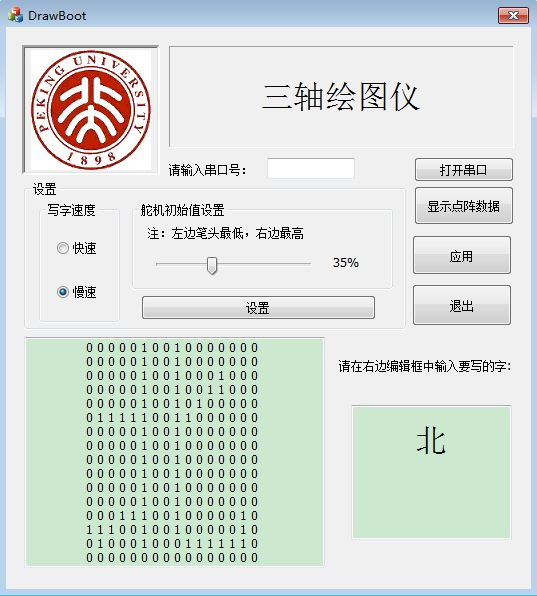 DrawBoot
PEKING UNIVERSITY
1898
三轴绘图仪
请输入串口号：
打开串口
设置
写字速度
快速
慢速
舵机初始值设置
注：左边笔头最低，右边最高
35%
设置
显示点阵数据
应用
退出
0 0 0 0 0 1 0 0 1 0 0 0 0 0 0 0
0 0 0 0 0 1 0 0 1 0 0 0 0 0 0 0
0 0 0 0 0 1 0 0 1 0 0 0 1 0 0 0
0 0 0 0 0 1 0 0 1 0 0 1 1 0 0 0
0 0 0 0 0 1 0 0 1 0 1 0 0 0 0 0
0 1 1 1 1 1 0 0 1 1 0 0 0 0 0 0
0 0 0 0 0 1 0 0 1 0 0 0 0 0 0 0
0 0 0 0 0 1 0 0 1 0 0 0 0 0 0 0
0 0 0 0 0 1 0 0 1 0 0 0 0 0 0 0
0 0 0 0 0 1 0 0 1 0 0 0 0 0 0 0
0 0 0 0 0 1 0 0 1 0 0 0 0 0 0 0
0 0 0 0 0 1 0 0 1 0 0 0 0 0 0 0
0 0 0 1 1 1 0 0 1 0 0 0 0 0 1 0
1 1 1 0 0 1 0 0 1 0 0 0 0 0 1 0
0 1 0 0 0 1 0 0 0 1 1 1 1 1 1 0
0 0 0 0 0 0 0 0 0 0 0 0 0 0 0 0
请在右边编辑框中输入要写的字:
北